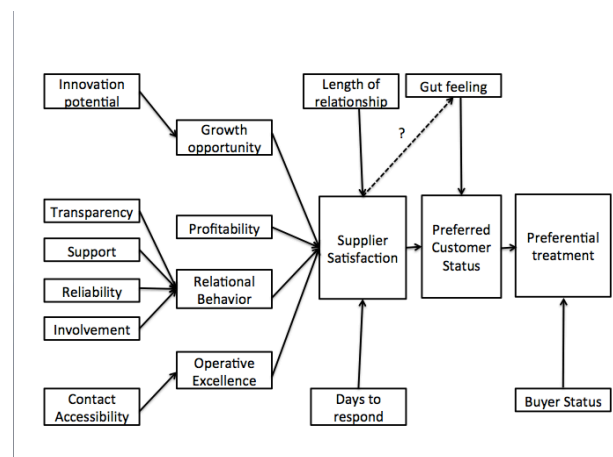 Innovation
potential
Length of
relationship
Gut feeling
Growth
opportunity
?
Transparency
Support
Reliability
Involvement
Profitability
Relational
Behavior
Supplier
Satisfaction
Preferred
Customer
Status
Preferential
treatment
Operative
Excellence
Contact
Accessibility
Days to
respond
Buyer Status